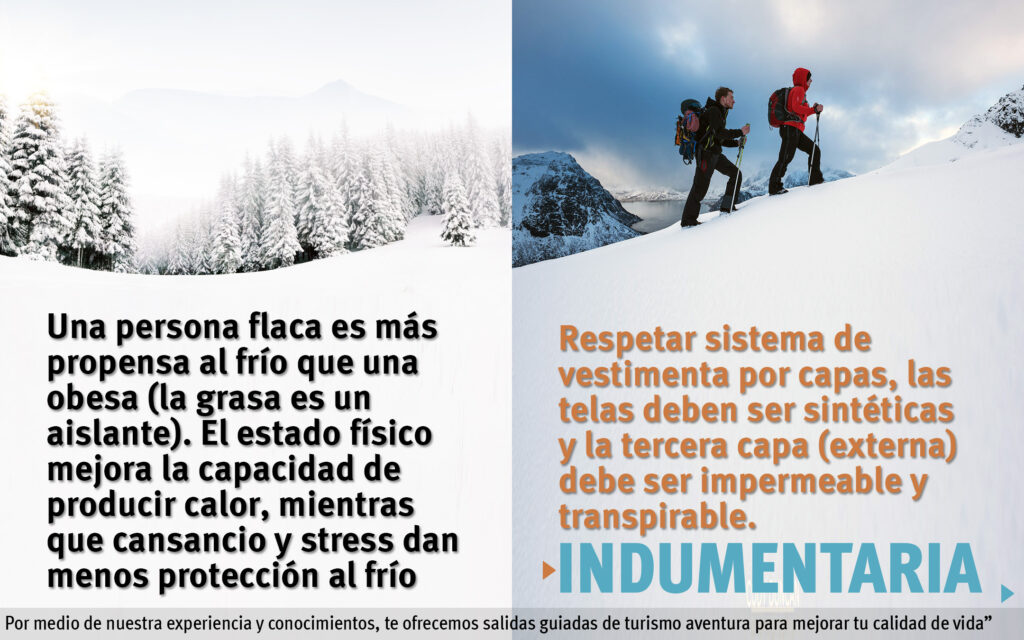 Una persona flaca es más
propensa al frío que una
obesa (la grasa es un
aislante). El estado físico
mejora la capacidad de
producir calor, mientras
que cansancio y stress dan
menos protección al frío
Respetar sistema de
vestimenta por capas, las
telas deben ser sintéticas
y la tercera capa (externa)
debe ser impermeable y
transpirable.
INDUMENTARIA
Por medio de nuestra experiencia y conocimientos, te ofrecemos salidas guiadas de turismo aventura para mejorar tu calidad de vida”